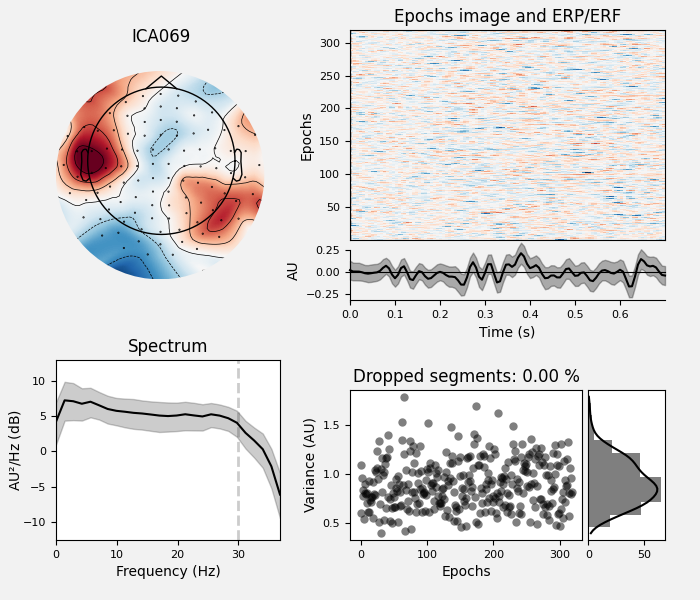 ICA069
Epochs image and ERP/ERF
Epochs
300
250
200
150
100
50
AU
0.25
0.00
−0.25
0.0 0.1 0.2 0.3 0.4 0.5 0.6
Time (s)
Spectrum
AU²/Hz (dB)
10
5
0
−5
−10
0 10 20 30
Frequency (Hz)
Dropped segments: 0.00 %
Variance (AU)
1.5
1.0
0.5
0 100 200 300
Epochs
0 50